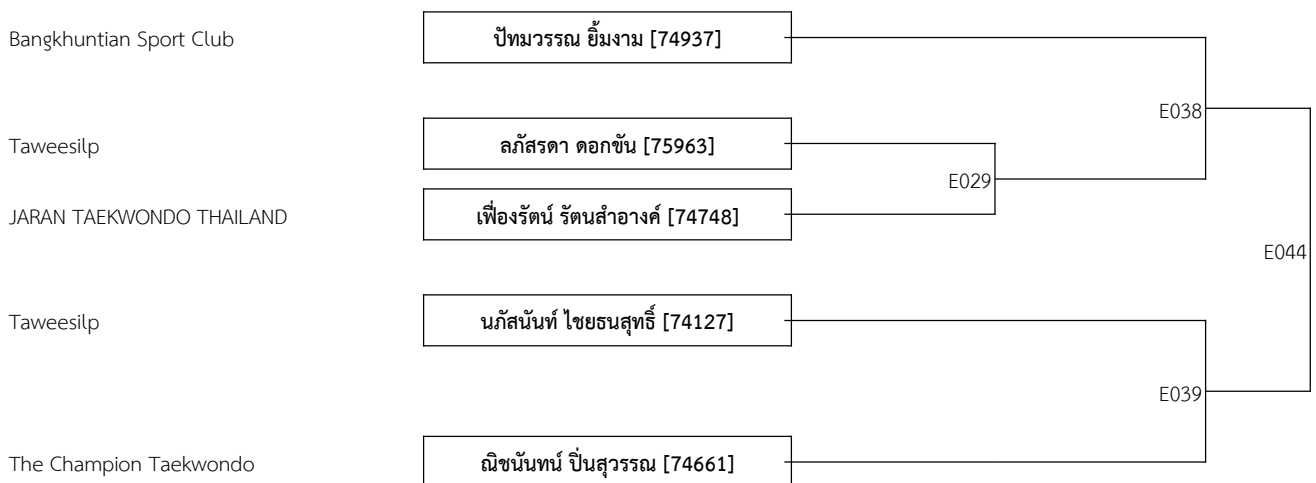 Bangkhuntian Sport Club ปัทมวรรณ ยิ้มงาม [74937]
E038
Taweesilp ลภัสรดา ดอกขัน [75963]
E029
JARAN TAEKWONDO THAILAND เฟื่องรัตน์ รัตนสำอางค์ [74748]
E044
Taweesilp นภัสนันท์ ไชยธนสุทธิ์ [74127]
E039
The Champion Taekwondo ณิชนันทน์ ปิ่นสุวรรณ [74661]